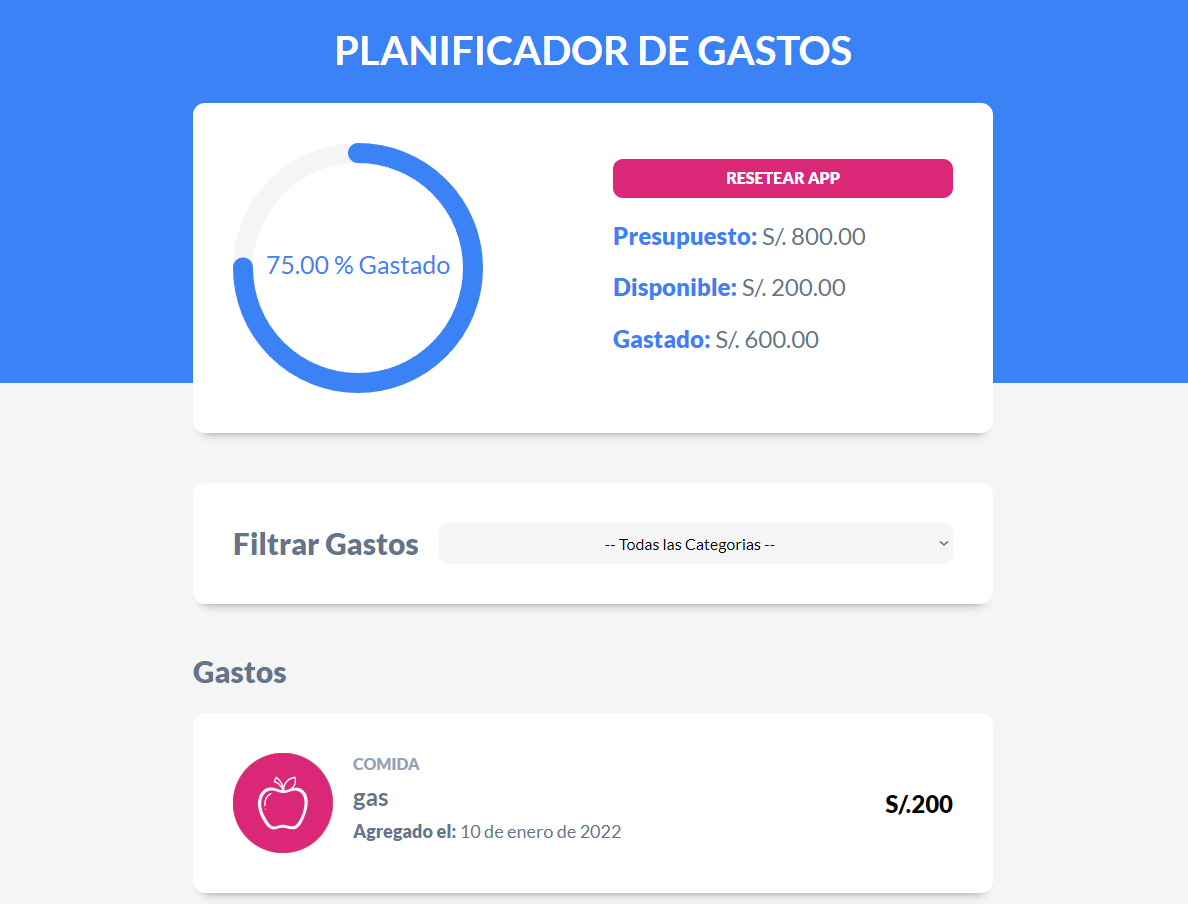 PLANIFICADOR DE GASTOS
75.00 % Gastado
RESETEAR APP
Presupuesto: S/. 800.00
Disponible: S/. 200.00
Gastado: S/. 600.00
Filtrar Gastos
-- Todas las Categorias --
Gastos
COMIDA
gas
Agregado el: 10 de enero de 2022
S/.200